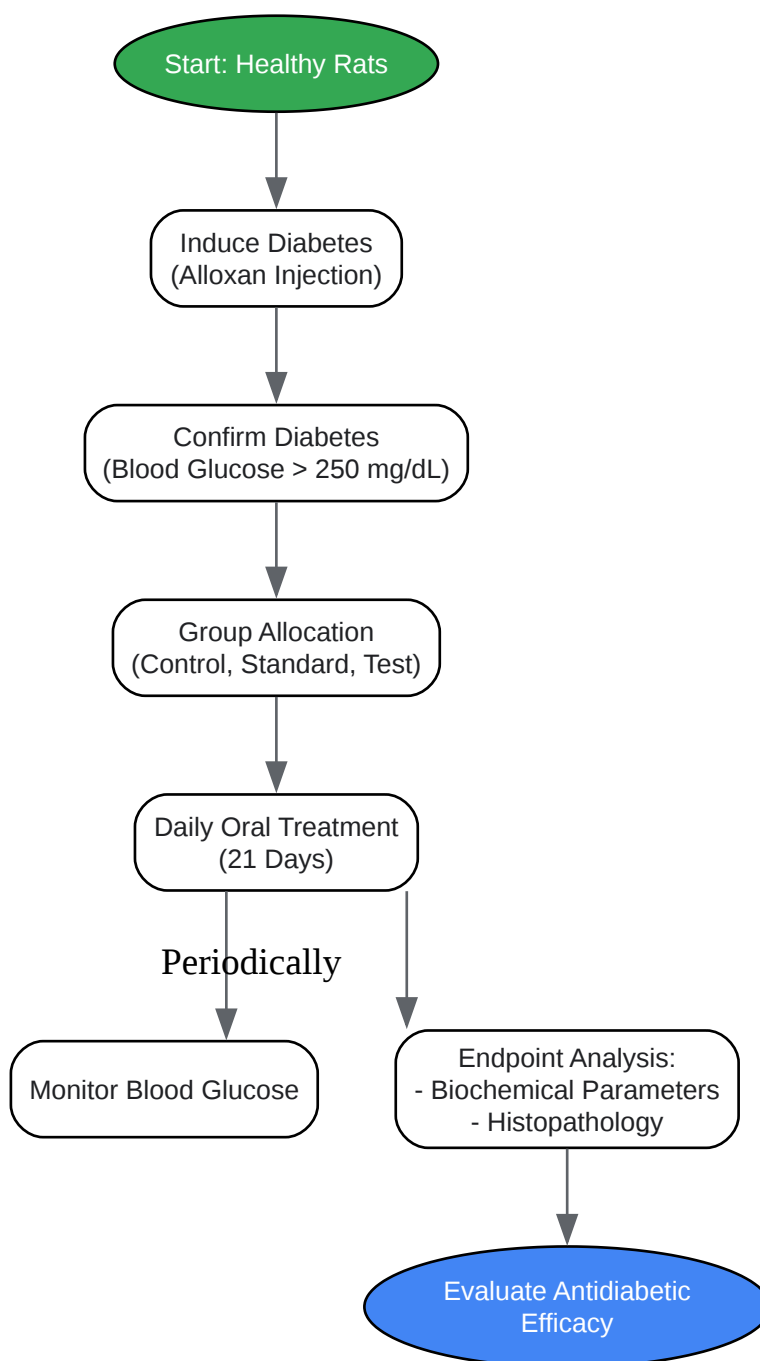 Start: Healthy Rats
Induce Diabetes
(Alloxan Injection)
Confirm Diabetes
(Blood Glucose > 250 mg/dL)
Group Allocation
(Control, Standard, Test)
Daily Oral Treatment
(21 Days)
Periodically
Monitor Blood Glucose
Endpoint Analysis:
- Biochemical Parameters
- Histopathology
Evaluate Antidiabetic
Efficacy